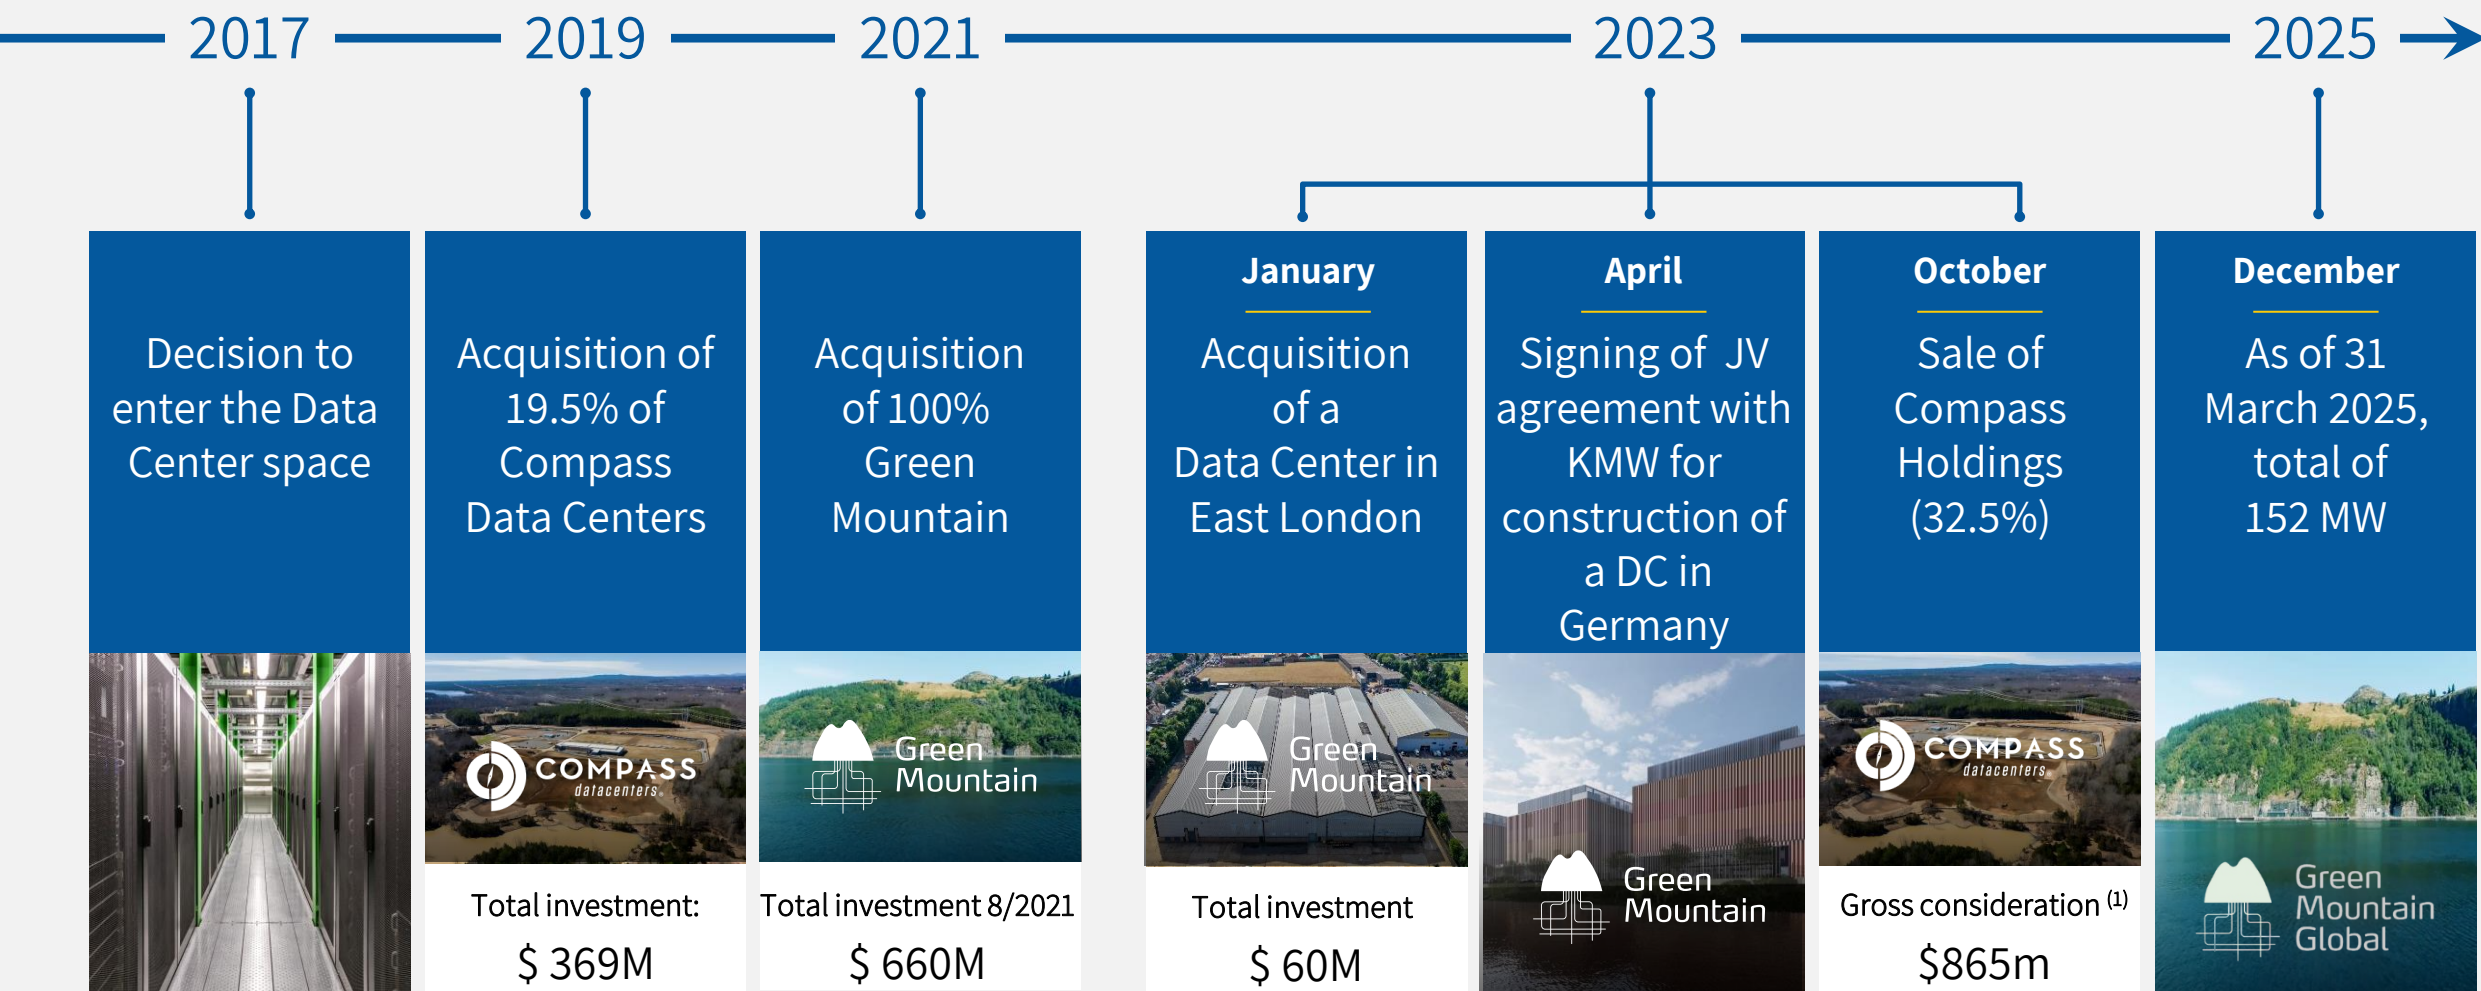 2017
2019
2021
2023
2025
Decision to
enter the Data
Center space
Acquisition of
19.5% of
Compass
Data Centers
COMPASS
datacenters®
Total investment:
$ 369M
Acquisition
of 100%
Green
Mountain
Green
Mountain
Total investment 8/2021
$ 660M
January
Acquisition
of a
Data Center in
East London
Green
Mountain
Total investment
$ 60M
April
Signing of JV
agreement with
KMW for
construction of
a DC in
Germany
Green
Mountain
October
Sale of
Compass
Holdings
(32.5%)
COMPASS
datacenters®
Gross consideration (1)
$865m
December
As of 31
March 2025,
total of
152 MW
Green
Mountain
Global